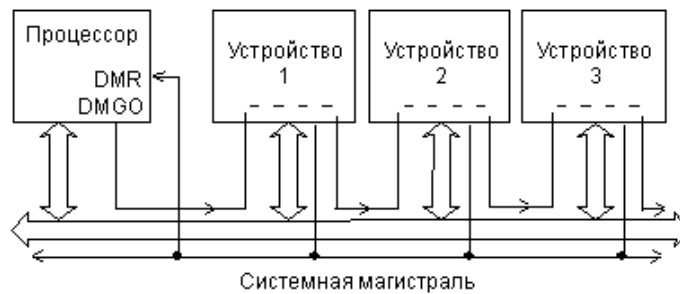 Процессор
DMR
DMGO
Устройство
1
Устройство
2
Устройство
3
Системная магистраль